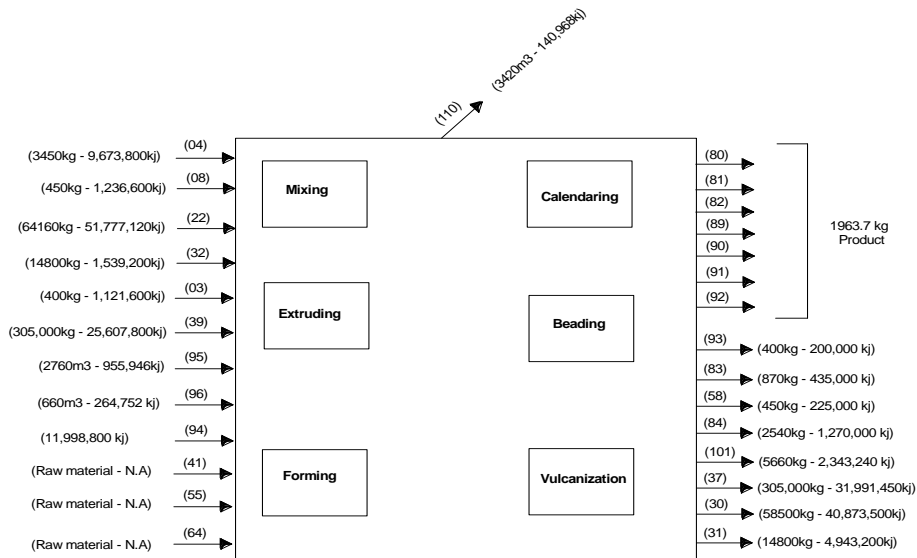 (3420m3 - 140,968kj)
(110)
(04)
(3450kg - 9,673,800kj)
(08)
(450kg - 1,236,600kj)
(22)
(64160kg - 51,777,120kj)
(32)
(14800kg - 1,539,200kj)
(03)
(400kg - 1,121,600kj)
(39)
(305,000kg - 25,607,800kj)
(95)
(2760m3 - 955,946kj)
(96)
(660m3 - 264,752 kj)
(94)
(11,998,800 kj)
(41)
(Raw material - N.A)
(55)
(Raw material - N.A)
(64)
(Raw material - N.A)
Mixing
Calendaring
Extruding
Beading
Forming
Vulcanization
(80)
(81)
(82)
(89)
(90)
(91)
(92)
1963.7 kg
Product
(93)
(400kg - 200,000 kj)
(83)
(870kg - 435,000 kj)
(58)
(450kg - 225,000 kj)
(84)
(2540kg - 1,270,000 kj)
(101)
(5660kg - 2,343,240 kj)
(37)
(305,000kg - 31,991,450kj)
(30)
(58500kg - 40,873,500kj)
(31)
(14800kg - 4,943,200kj)